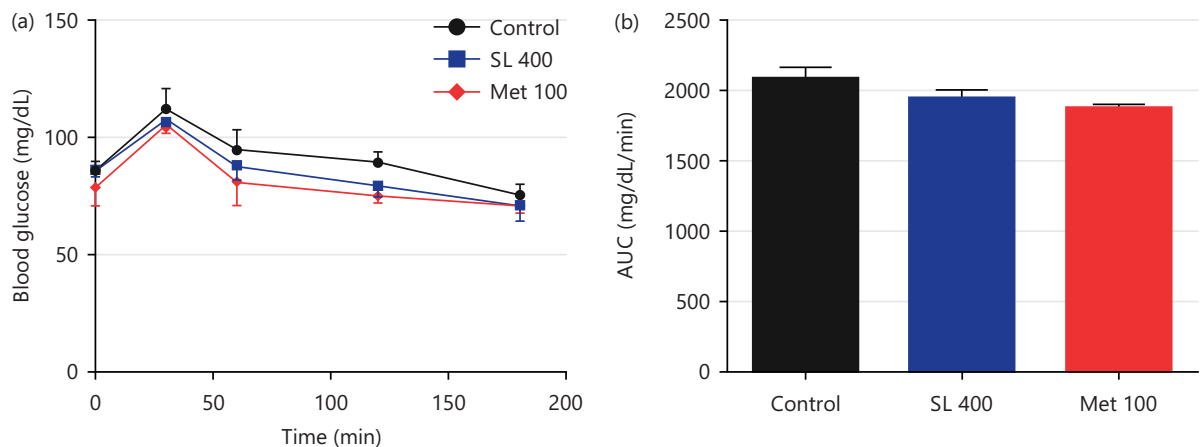 (a)
150
100
50
0
Blood glucose (mg/dL)
Control
SL 400
Met 100
0 50 100 150 200
Time (min)
(b)
2500
2000
1500
1000
500
0
AUC (mg/dL/min)
Control SL 400 Met 100